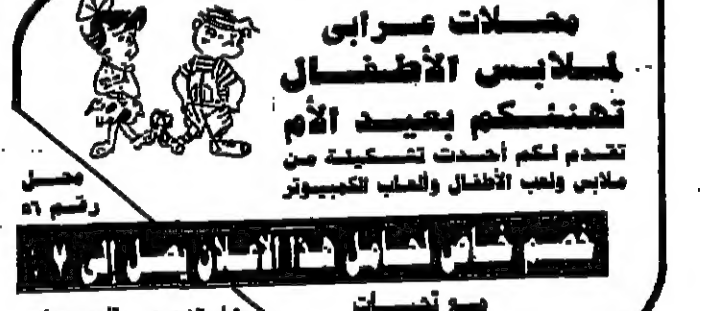 محلات عرابى
لملابس الأطفال
تهنئكم بعيد الأم
تقدم لكم أحدث تشكيلة من
ملابس ولعب الأطفال وألعاب الكمبيوتر
محل
رقم ٥٦
خصم خاص لحامل هذا الاعلان يصل إلى ٧
مع تحيات